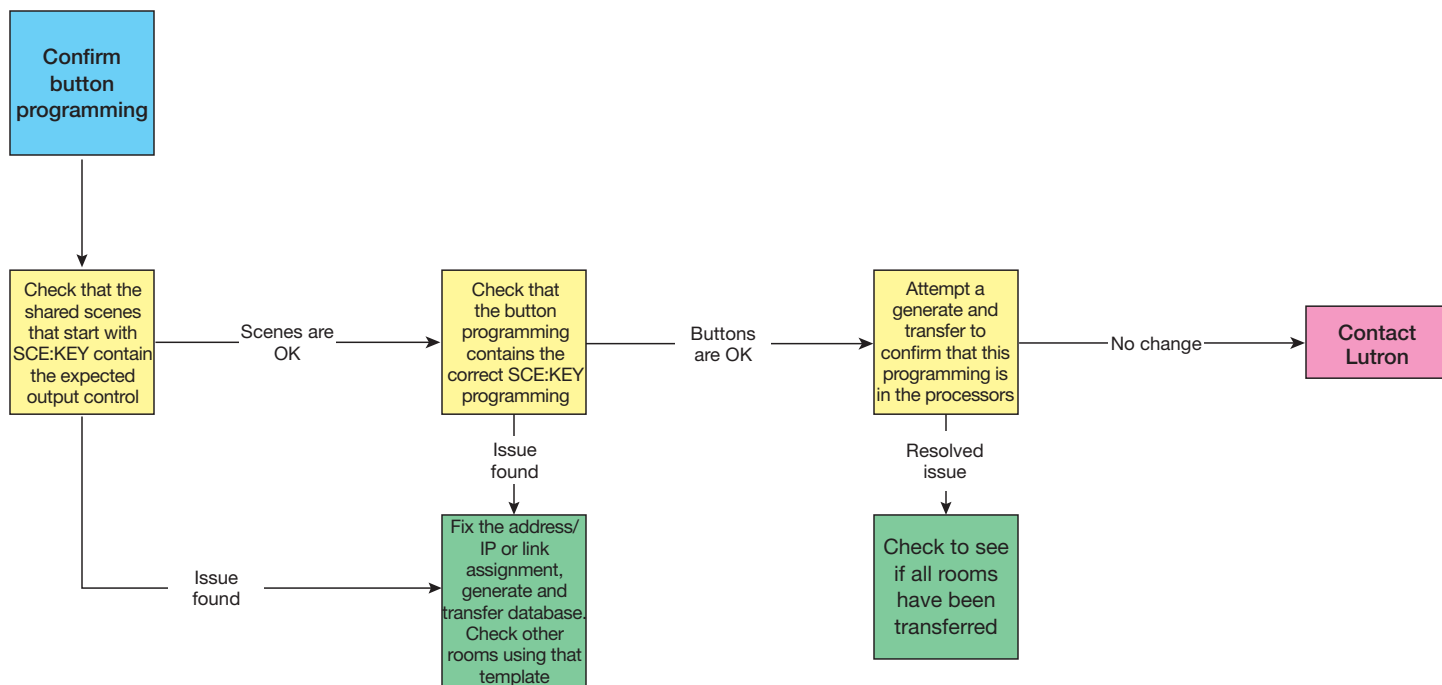 Confirm
button
programming
Check that the
shared scenes
that start with
SCE:KEY contain
the expected
output control
Scenes are
OK
Check that
the button
programming
contains the
correct SCE:KEY
programming
Buttons
are OK
Attempt a
generate and
transfer to
confirm that this
programming is
in the processors
No change
Contact
Lutron
Issue
found
Resolved
issue
Issue
found
Fix the address/
IP or link
assignment,
generate and
transfer database.
Check other
rooms using that
template
Check to see
if all rooms
have been
transferred